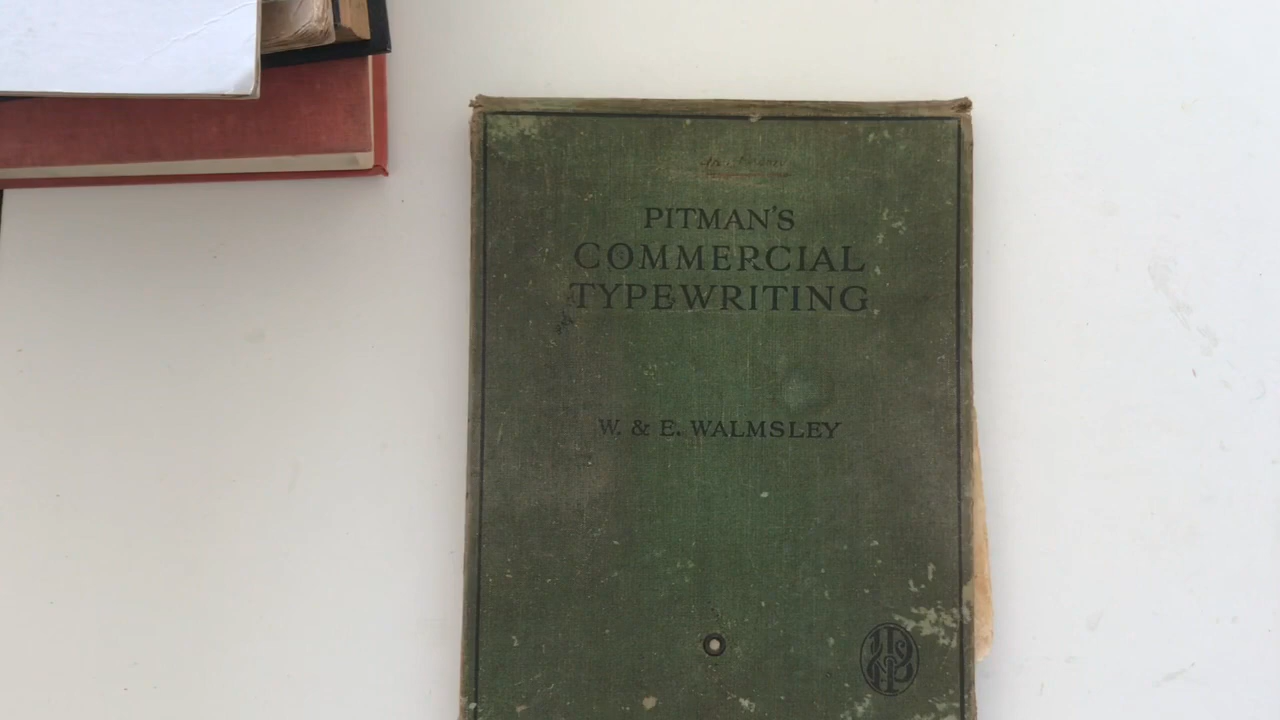 PITMAN'S
COMMERCIAL
TYPEWRITING
W. & E. WALMSLEY